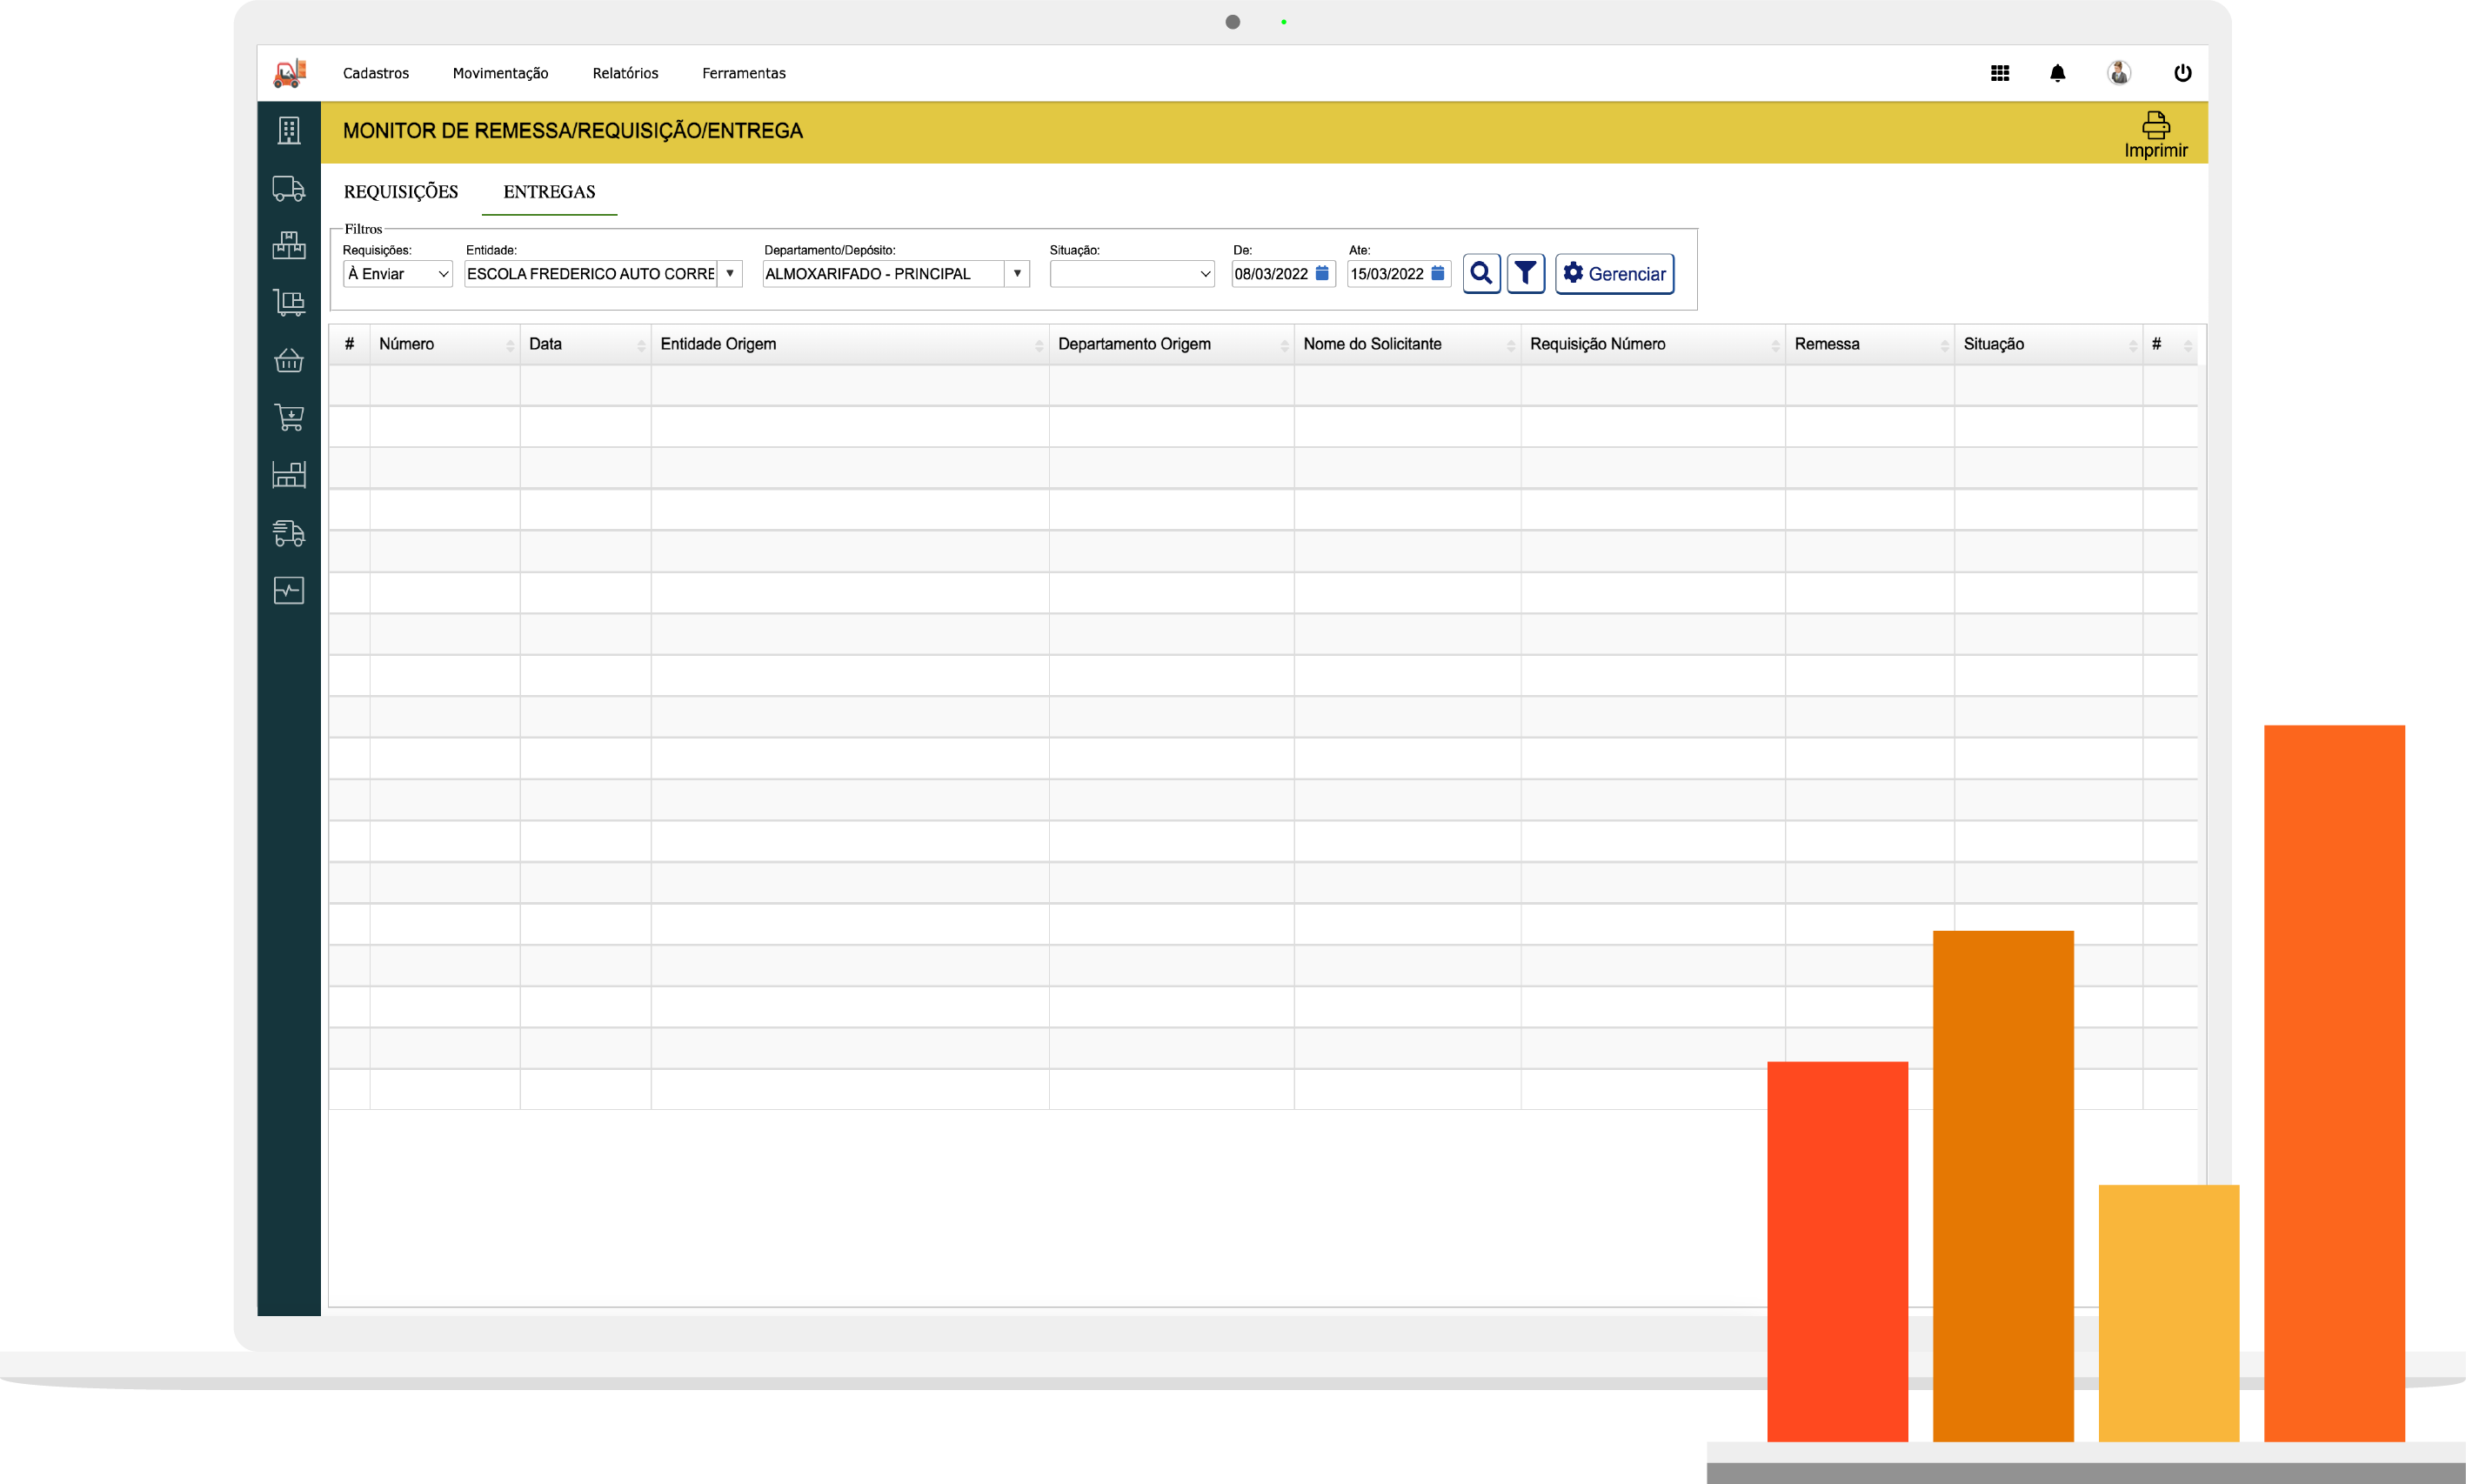 Cadastros Movimentação Relatórios Ferramentas
MONITOR DE REMESSA/REQUISIÇÃO/ENTREGA
Imprimir
REQUISIÇÕES ENTREGAS
Filtros
Requisições: Entidade: Departamento/Depósito: Situação: De: Ate:
À Enviar ESCOLA FREDERICO AUTO CORRE ALMOXARIFADO - PRINCIPAL 08/03/2022 15/03/2022 Gerenciar
# Número Data Entidade Origem Departamento Origem Nome do Solicitante Requisição Número Remessa Situação #